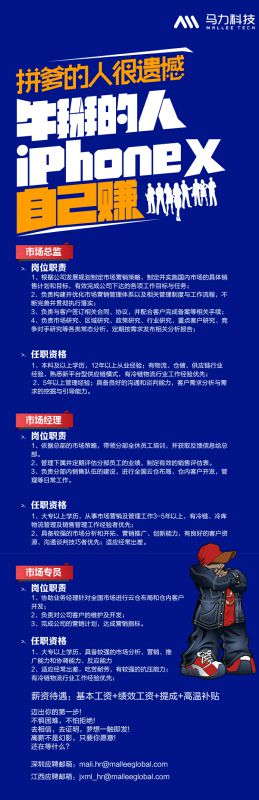 马力科技
MALLEE TECH
拼爹的人很遗憾
牛掰的人
iPhoneX
自己赚
市场总监
岗位职责
1、根据公司发展规划制定市场营销策略，制定并实施国内市场的具体销
售计划和目标，有效完成公司下达的各项工作目标与任务；
2、负责构建并优化市场营销管理体系以及相关管理制度与工作流程，不
断完善并贯彻执行落实；
3、负责与客户签订相关合同、协议，并配合客户完成备案等相关手续；
4、负责市场研究、区域研究、政策研究、行业研究、重点客户研究、竞
争对手研究等各类常态分析，定期按需求发布相关分析报告；
任职资格
1、本科及以上学历，12年以上从业经验；有物流、仓储、供应链行业
经验，熟悉新平台型供应链模式，有冷链物流行业工作经验优先；
2、5年以上管理经验；具备良好的沟通和谈判能力，客户需求分析与需
求的挖掘与引导能力。
市场经理
岗位职责
1、依据总部的市场策略，带领分部全体员工培训，并获取反馈信息给总
部。
2、管理下属并定期评估分部员工的业绩，制定有效的销售评估表。
3、负责分部内销售队伍的建设，进行全国云仓布局，仓内客户开发，管
理等日常工作。
任职资格
1、大专以上学历，从事市场营销及管理工作3-5年以上，有冷链、冷库
物流管理及销售管理工作经验者优先；
2、具备较强的市场分析和开拓、营销推广、创新能力，有良好的客户资
源、沟通谈判技巧者优先；适应经常出差。
市场专员
岗位职责
1、协助业务经理针对全国市场进行云仓布局和仓内客户
开发；
2、负责对公司客户的维护及开发；
3、完成公司的营销计划，达成营销指标。
任职资格
1、大专以上学历，具备较强的市场分析、营销、推
广能力和协调能力、反应能力
2、适应经常出差、吃苦耐劳、有较强的抗压能力；
有冷链物流行业工作经验优先；
薪资待遇：基本工资+绩效工资+提成+高温补贴
迈出你的第一步！
不惧困难，不怕拒绝！
去相信，去证明，梦想一触即发！
高薪不是幻影，只要你愿意！
还在等什么？
深圳应聘邮箱：mali.hr@malleeglobal.com
江西应聘邮箱：jxml_hr@malleeglobal.com